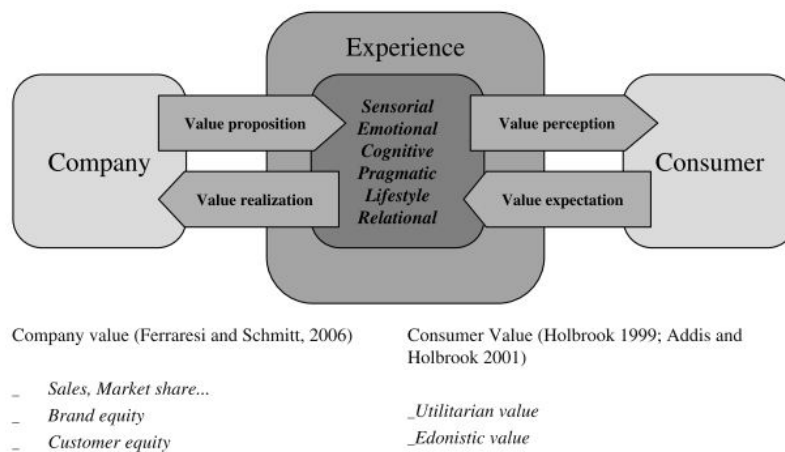 Experience
Company
Value proposition
Value realization
Sensorial
Emotional
Cognitive
Pragmatic
Lifestyle
Relational
Value perception
Value expectation
Consumer
Company value (Ferraresi and Schmitt, 2006)
_ Sales, Market share...
_ Brand equity
_ Customer equity
Consumer Value (Holbrook 1999; Addis and
Holbrook 2001)
_Utilitarian value
_Edonistic value